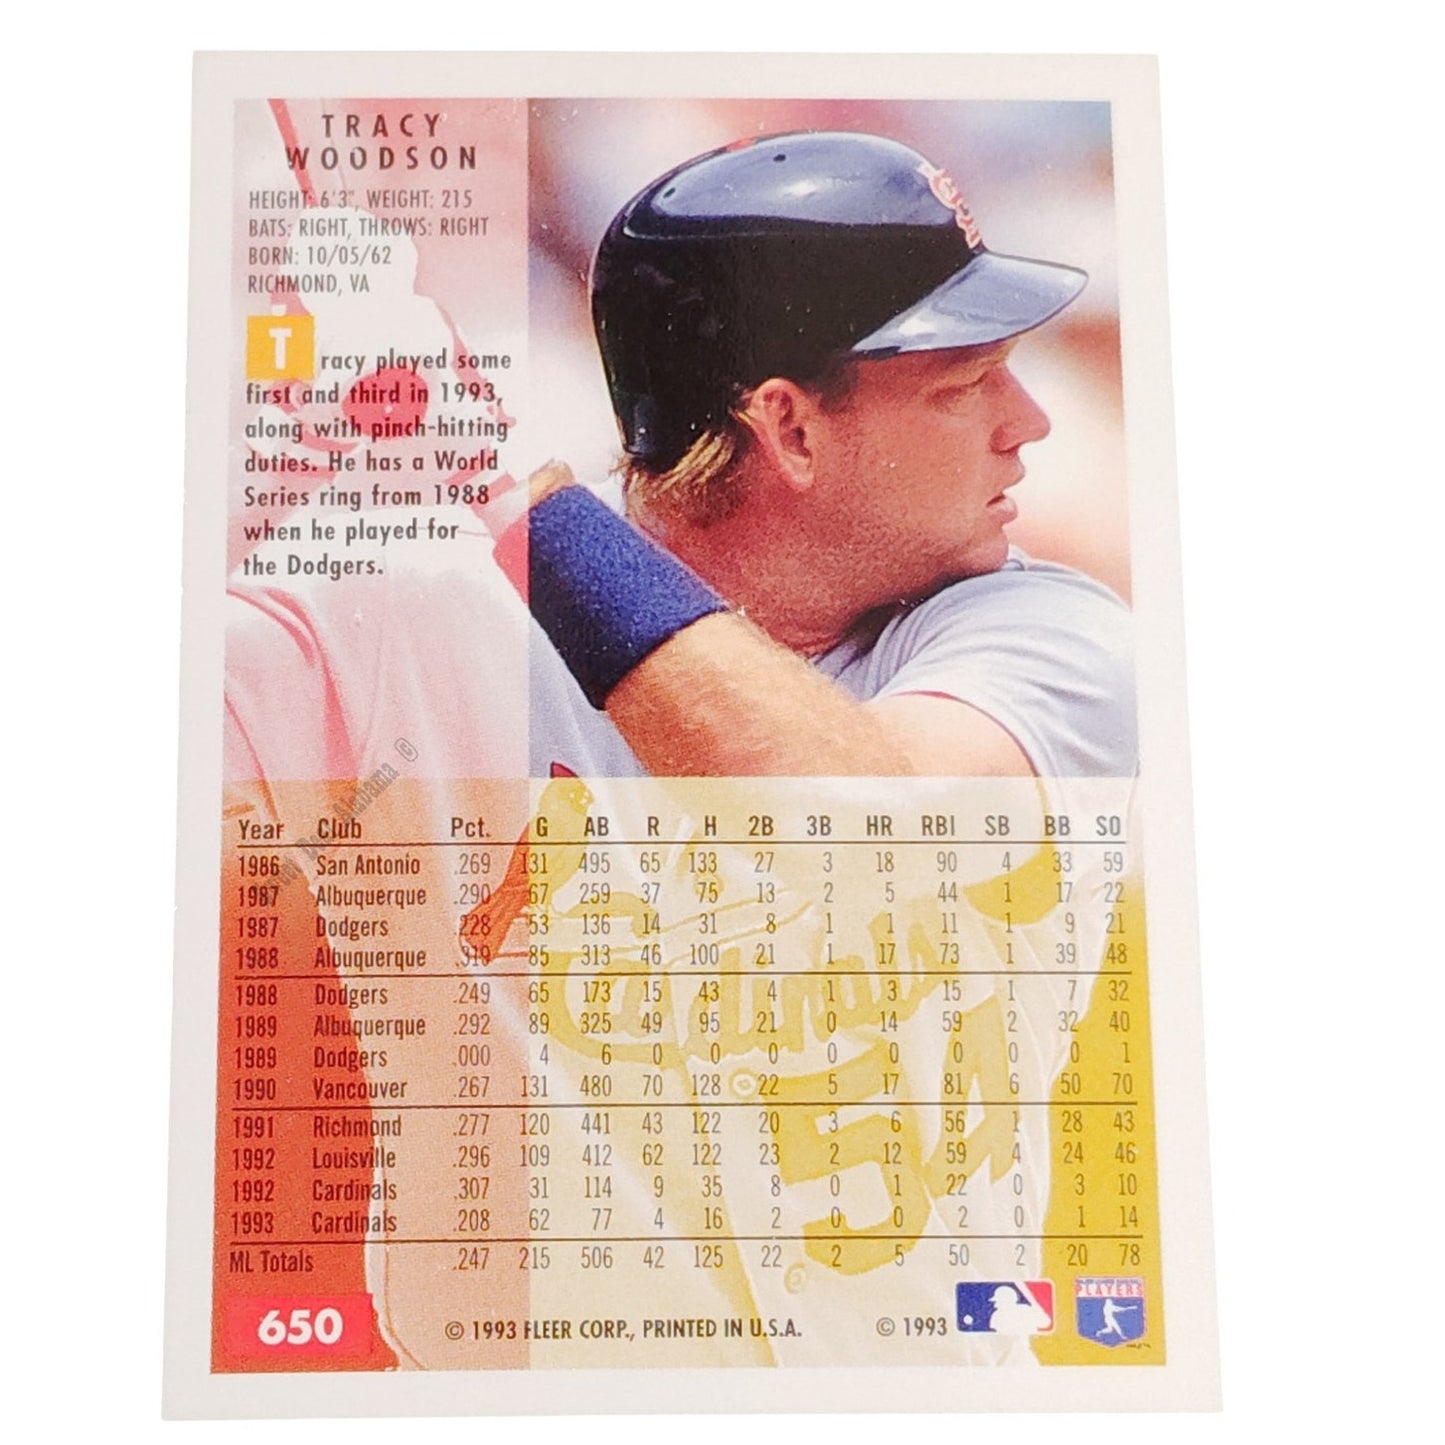 TRACY
WOODSON
HEIGHT: 6'3", WEIGHT: 215
BATS: RIGHT, THROWS: RIGHT
BORN: 10/05/62
RICHMOND, VA
Tracy played some
first and third in 1993,
along with pinch-hitting
duties. He has a World
Series ring from 1988
when he played for
the Dodgers.
Alabama ©
Year Club Pct. G AB R H 2B 3B HR RBI SB BB SO
1986 San Antonio .269 131 495 65 133 27 3 18 90 4 33 59
1987 Albuquerque .290 67 259 37 75 13 2 5 44 1 17 22
1987 Dodgers .228 53 136 14 31 8 1 1 11 1 9 21
1988 Albuquerque .319 85 313 46 100 21 1 17 73 1 39 48
1988 Dodgers .249 65 173 15 43 4 1 3 15 1 7 32
1989 Albuquerque .292 89 325 49 95 21 0 14 59 2 32 40
1989 Dodgers .000 4 6 0 0 0 0 0 0 0 0 1
1990 Vancouver .267 131 480 70 128 22 5 17 81 6 50 70
1991 Richmond .277 120 441 43 122 20 3 6 56 1 28 43
1992 Louisville .296 109 412 62 122 23 2 12 59 4 24 46
1992 Cardinals .307 31 114 9 35 8 0 1 22 0 3 10
1993 Cardinals .208 62 77 4 16 2 0 0 2 0 1 14
ML Totals .247 215 506 42 125 22 2 5 50 2 20 78
Cardinals
54
650
© 1993 FLEER CORP., PRINTED IN U.S.A.
© 1993
PLAYERS